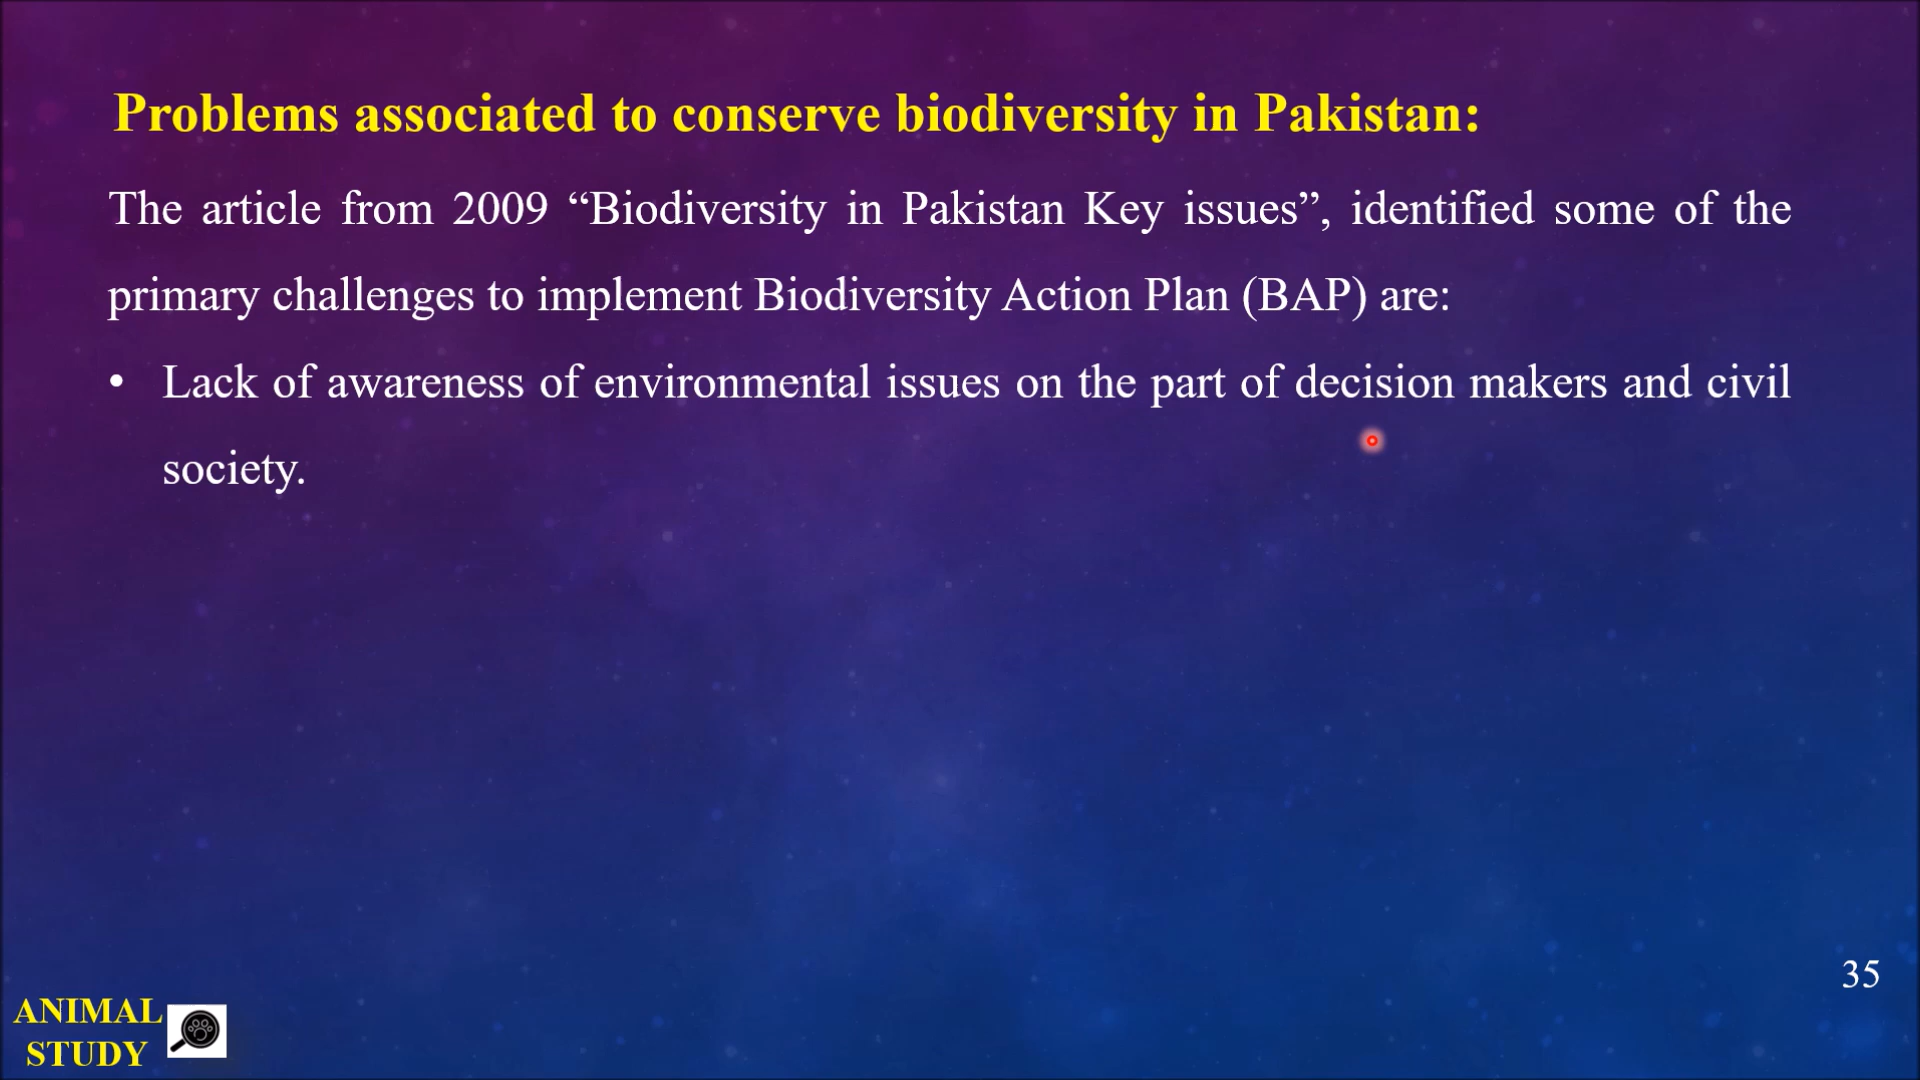 Problems associated to conserve biodiversity in Pakistan:
The article from 2009 “Biodiversity in Pakistan Key issues”, identified some of the
primary challenges to implement Biodiversity Action Plan (BAP) are:
• Lack of awareness of environmental issues on the part of decision makers and civil
society.
35
ANIMAL
STUDY